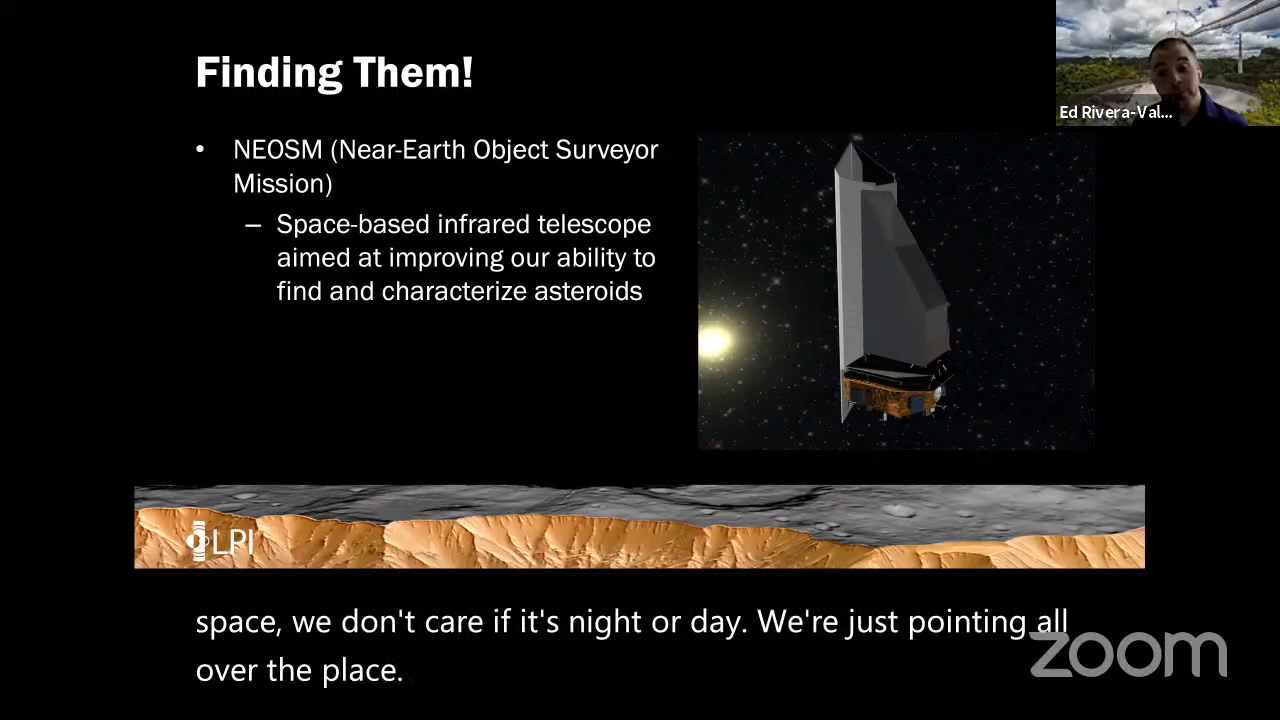 Finding Them!
Ed Rivera-Val...
• NEOSM (Near-Earth Object Surveyor
Mission)
– Space-based infrared telescope
aimed at improving our ability to
find and characterize asteroids
LPI
space, we don't care if it's night or day. We're just pointing all
over the place.
zoom